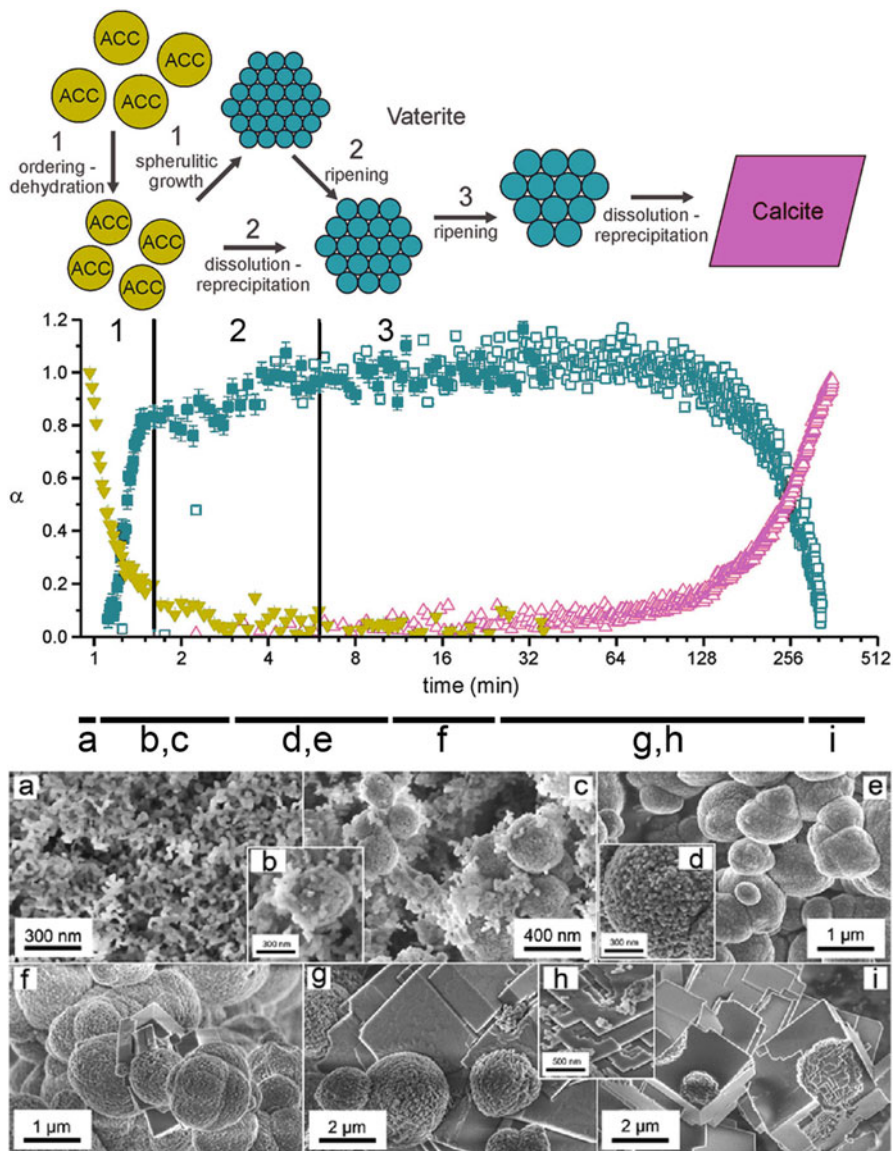 ACC
ACC
ACC
ACC
ACC
1
ordering -
dehydration
1
spherulitic
growth
Vaterite
2
ripening
3
ripening
dissolution -
reprecipitation
Calcite
ACC
ACC
ACC
ACC
2
dissolution -
reprecipitation
1 2 3
1.2
1.0
0.8
0.6
0.4
0.2
0.0
α
1 2 4 8 16 32 64 128 256 512
time (min)
a b,c d,e f g,h i
a
300 nm
b
300 nm
c
400 nm
d
300 nm
e
1 µm
f
1 µm
g
2 µm
h
500 nm
i
2 µm